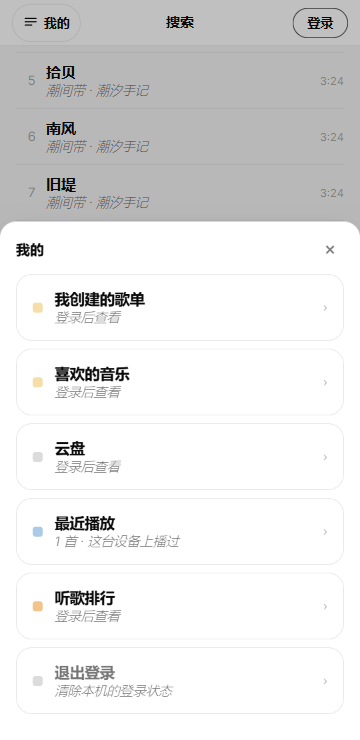 我的
搜索
登录
5
拾贝
潮间带 · 潮汐手记
3:24
6
南风
潮间带 · 潮汐手记
3:24
7
旧堤
潮间带 · 潮汐手记
3:24
我的
×
我创建的歌单
登录后查看
›
喜欢的音乐
登录后查看
›
云盘
登录后查看
›
最近播放
1 首 · 这台设备上播过
›
听歌排行
登录后查看
›
退出登录
清除本机的登录状态
›